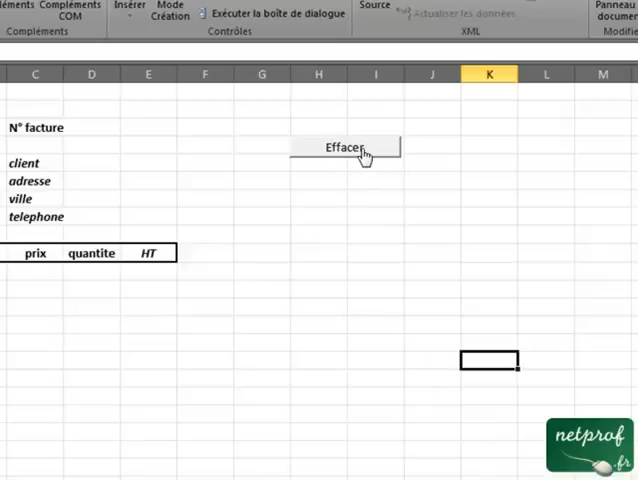 éments Compléments Insérer Mode Source Panneau
COM Création Exécuter la boîte de dialogue Actualiser les données documen
Compléments Contrôles XML Modifie
C D E F G H I J K L M
N° facture
Effacer
client
adresse
ville
telephone
prix quantite HT
netprof
.fr